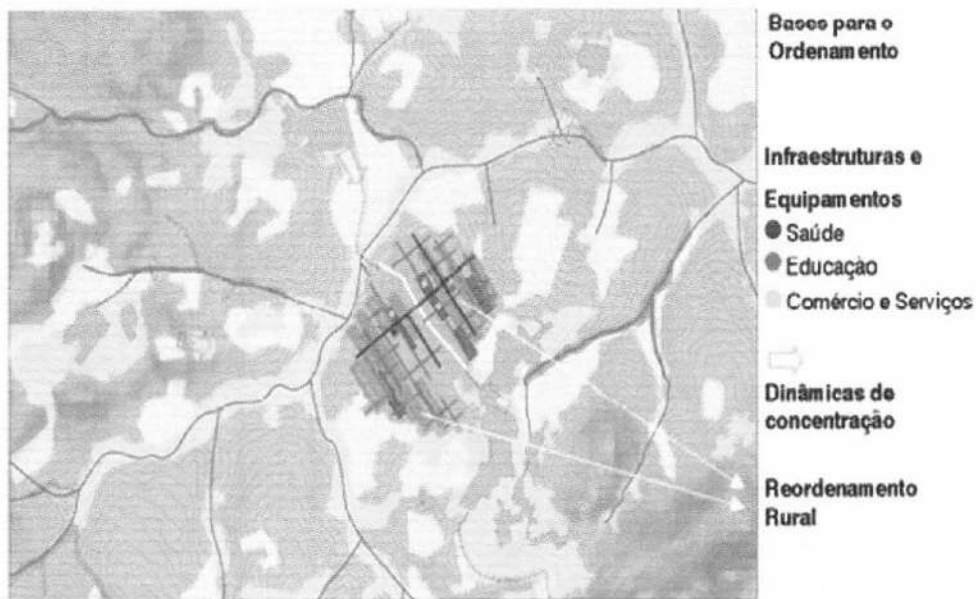 Bases para o
Ordenamento
Infraestruturas e
Equipamentos
Saúde
Educação
Comércio e Serviços
Dinâmicas de
concentração
Reordenamento
Rural